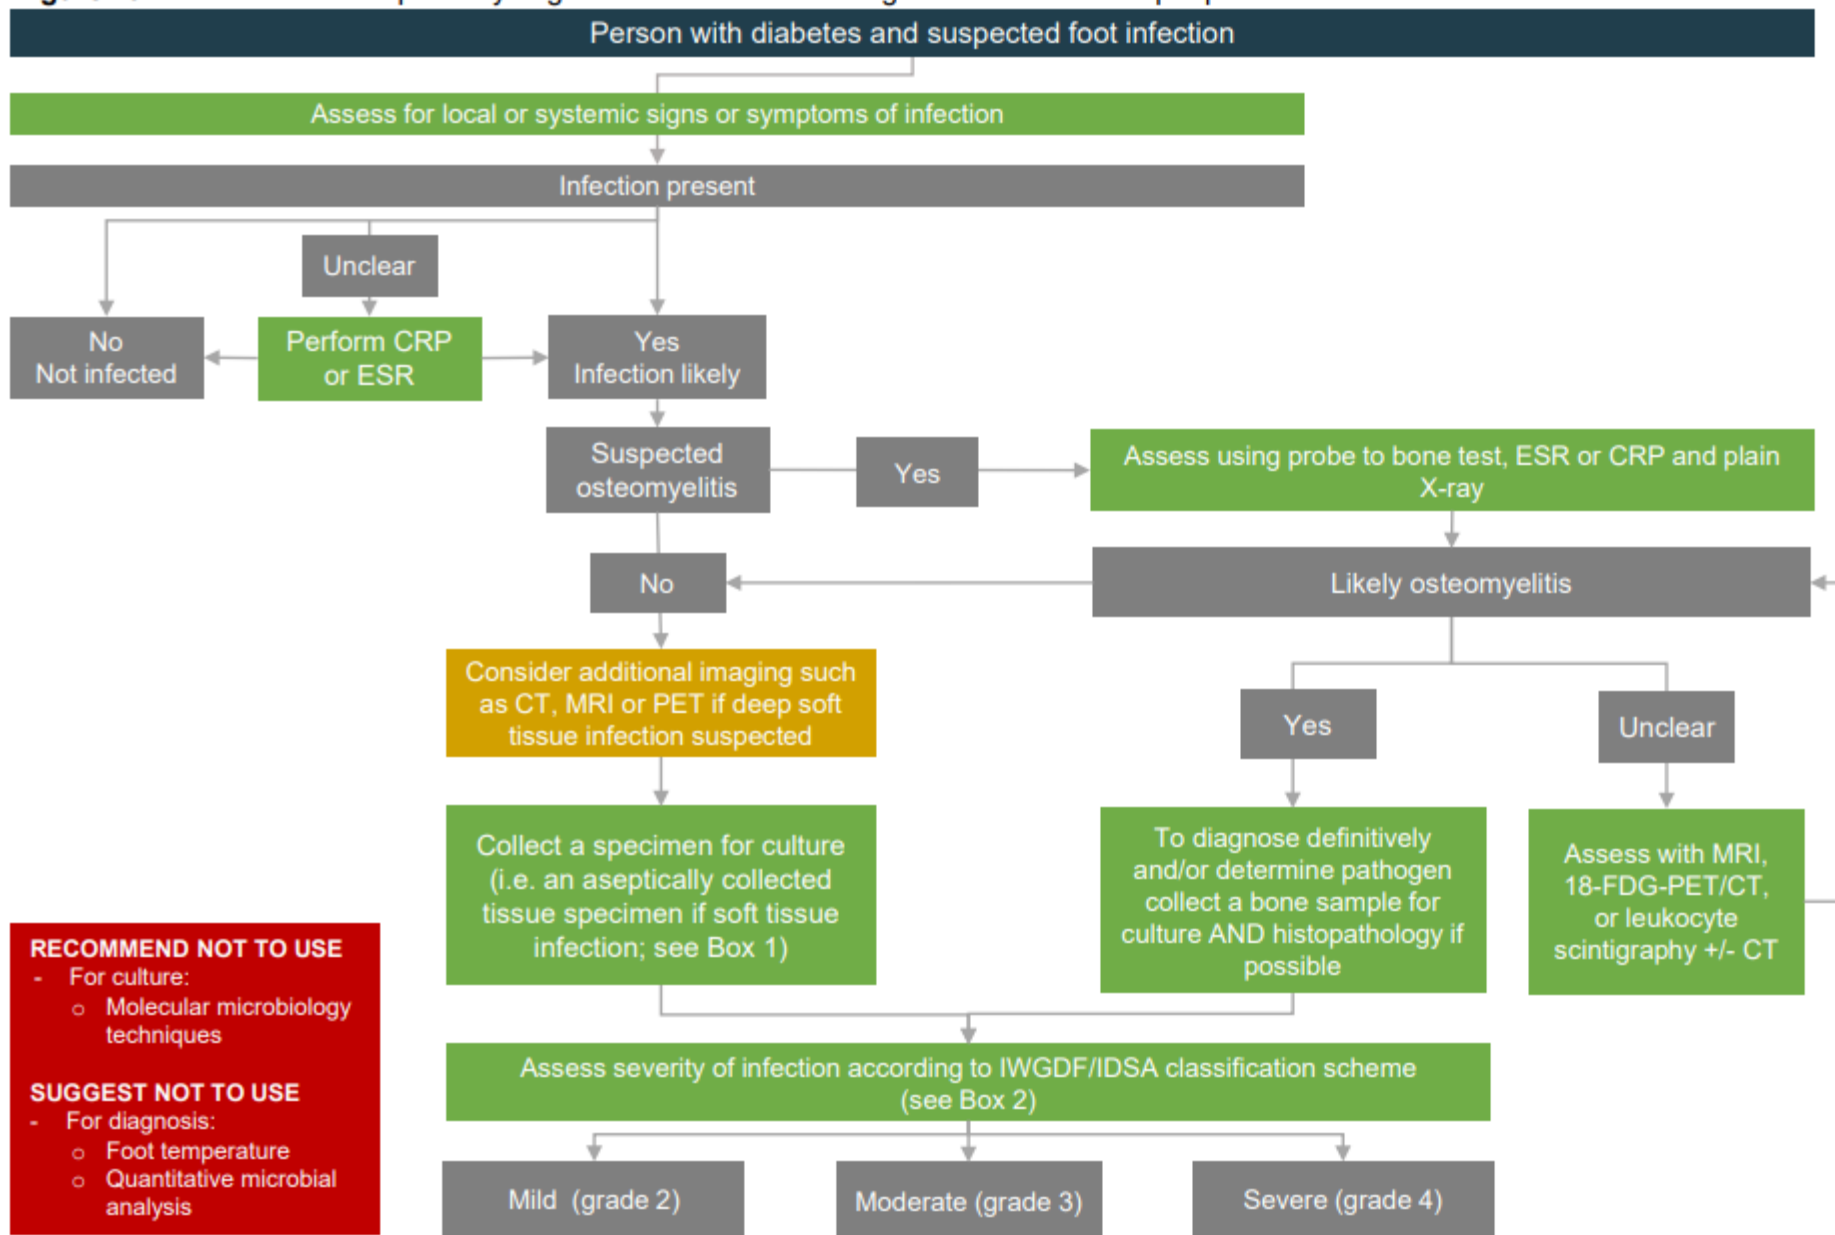 Person with diabetes and suspected foot infection
Assess for local or systemic signs or symptoms of infection
Infection present
Unclear
No
Not infected
Perform CRP
or ESR
Yes
Infection likely
Suspected
osteomyelitis
Yes
Assess using probe to bone test, ESR or CRP and plain
X-ray
No
Likely osteomyelitis
Consider additional imaging such
as CT, MRI or PET if deep soft
tissue infection suspected
Yes
Unclear
Collect a specimen for culture
(i.e. an aseptically collected
tissue specimen if soft tissue
infection; see Box 1)
To diagnose definitively
and/or determine pathogen
collect a bone sample for
culture AND histopathology if
possible
Assess with MRI,
18-FDG-PET/CT,
or leukocyte
scintigraphy +/- CT
RECOMMEND NOT TO USE
- For culture:
o Molecular microbiology
techniques
SUGGEST NOT TO USE
- For diagnosis:
o Foot temperature
o Quantitative microbial
analysis
Assess severity of infection according to IWGDF/IDSA classification scheme
(see Box 2)
Mild (grade 2)
Moderate (grade 3)
Severe (grade 4)